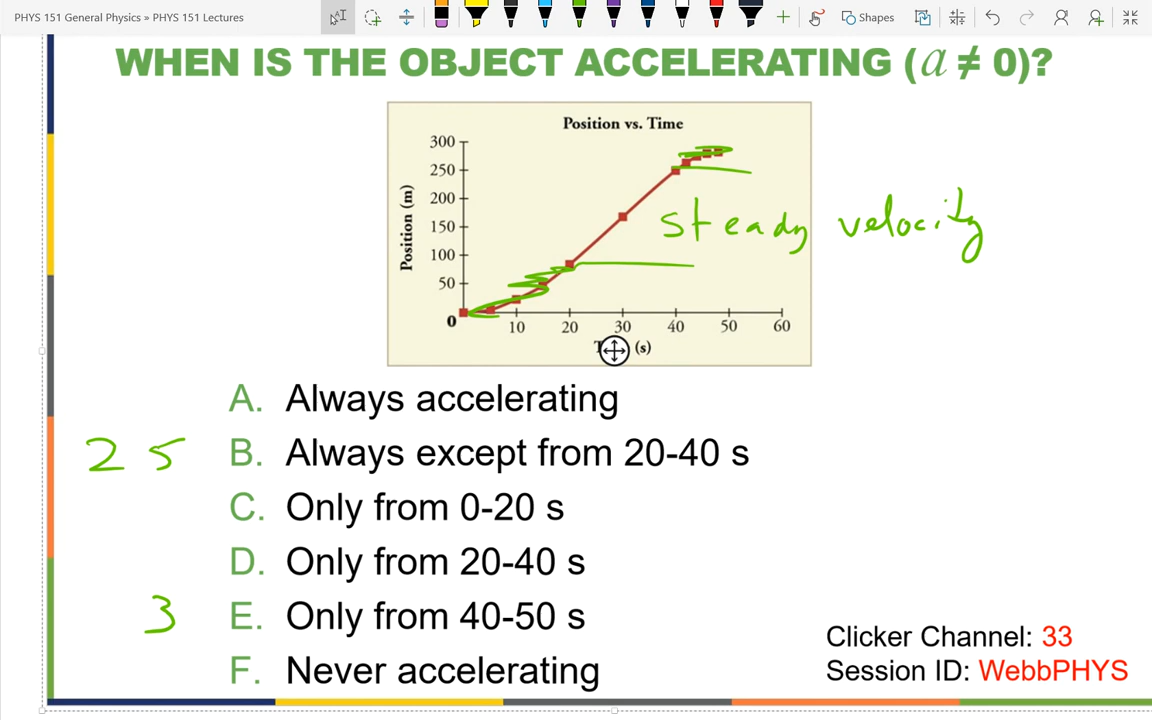 PHYS 151 General Physics » PHYS 151 Lectures
Shapes
WHEN IS THE OBJECT ACCELERATING (a ≠ 0)?
Position vs. Time
Position (m)
300
250
200
150
100
50
0
10 20 30 40 50 60
(s)
steady velocity
A. Always accelerating
25 B. Always except from 20-40 s
C. Only from 0-20 s
D. Only from 20-40 s
3 E. Only from 40-50 s
F. Never accelerating
Clicker Channel: 33
Session ID: WebbPHYS